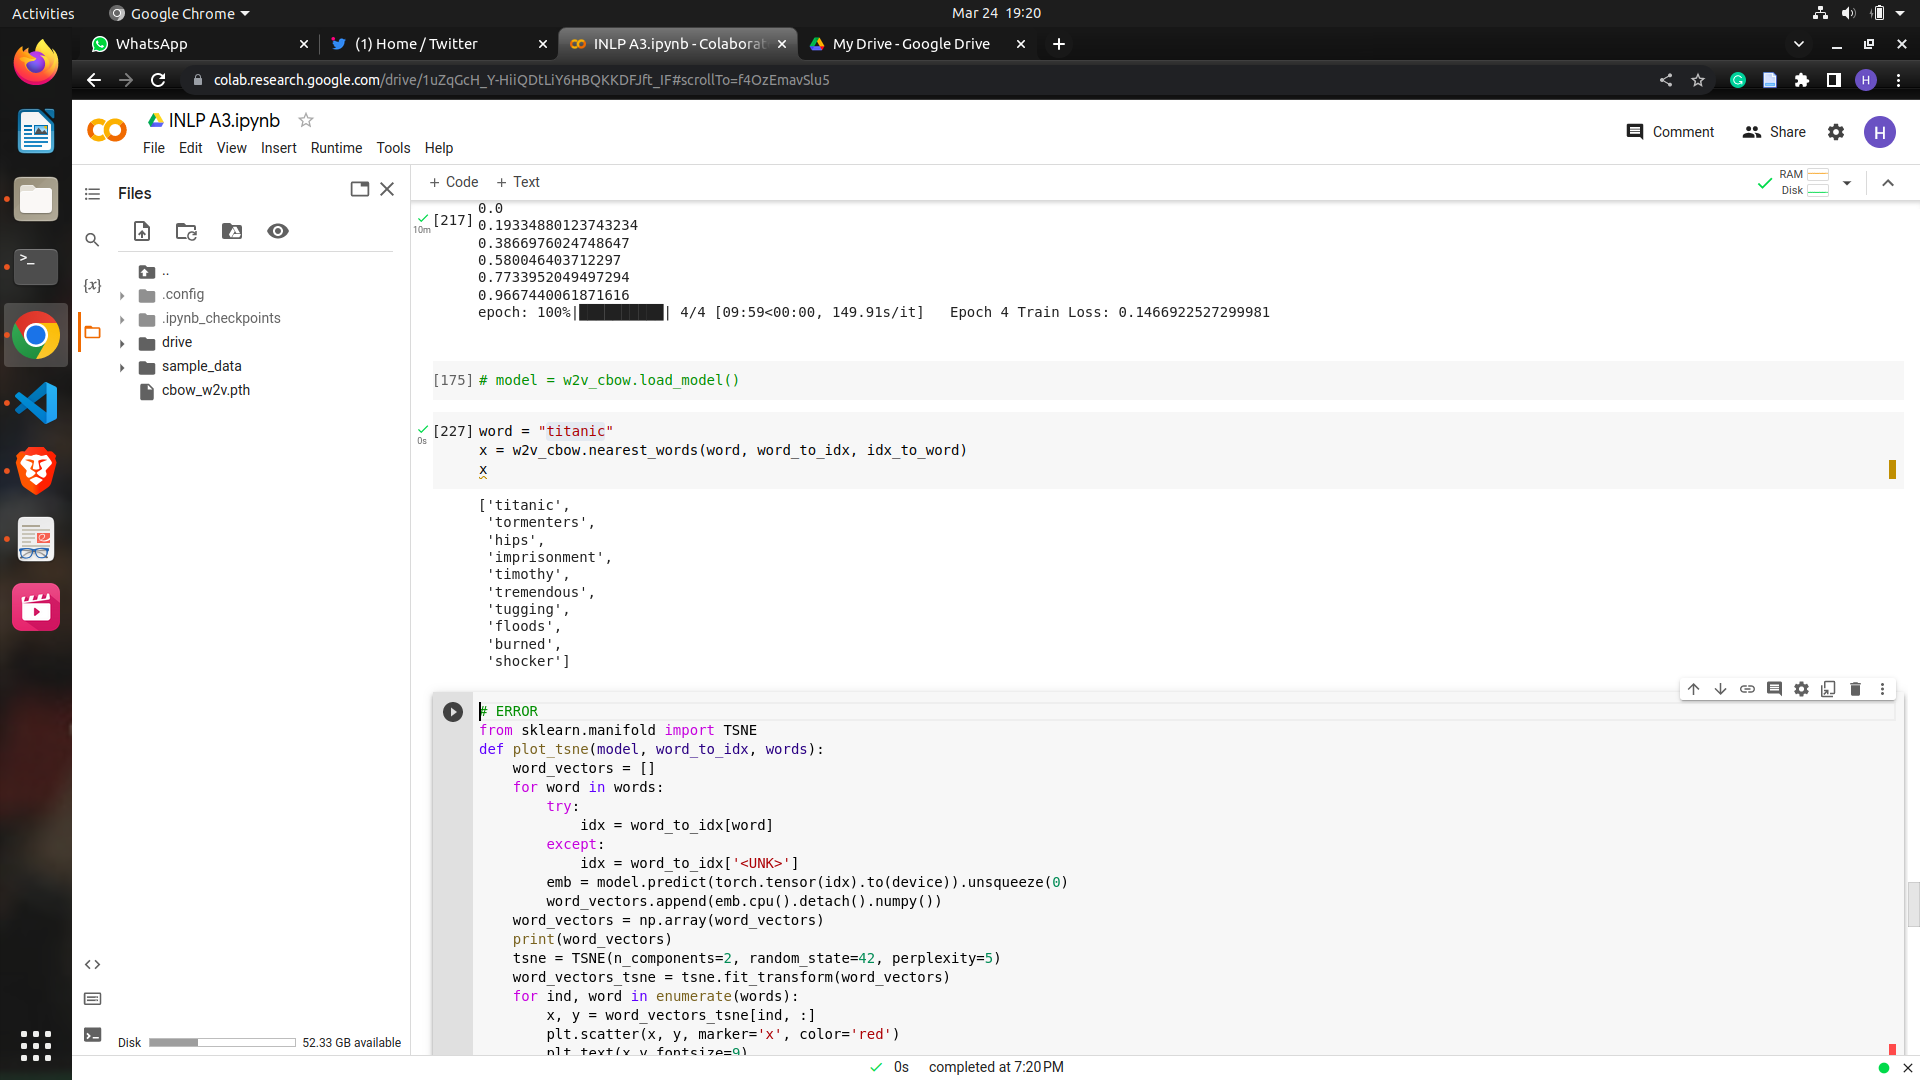 Activities
Google Chrome
Mar 24 19:20
WhatsApp
(1) Home / Twitter
INLP A3.ipynb - Colaborat
My Drive - Google Drive
colab.research.google.com/drive/1uZqGcH_Y-HiiQDtLiY6HBQKKDFJft_IF#scrollTo=f4OzEmavSlu5
H
INLP A3.ipynb
File Edit View Insert Runtime Tools Help
Comment
Share
H
Files
+ Code + Text
RAM
Disk
..
.config
.ipynb_checkpoints
drive
sample_data
cbow_w2v.pth
{x}
Disk
52.33 GB available
10m
[217]
0.0
0.19334880123743234
0.3866976024748647
0.580046403712297
0.7733952049497294
0.9667440061871616
epoch: 100%|██████████| 4/4 [09:59<00:00, 149.91s/it] Epoch 4 Train Loss: 0.1466922527299981
[175] # model = w2v_cbow.load_model()
0s
[227] word = "titanic"
x = w2v_cbow.nearest_words(word, word_to_idx, idx_to_word)
x
['titanic',
'tormenters',
'hips',
'imprisonment',
'timothy',
'tremendous',
'tugging',
'floods',
'burned',
'shocker']
# ERROR
from sklearn.manifold import TSNE
def plot_tsne(model, word_to_idx, words):
word_vectors = []
for word in words:
try:
idx = word_to_idx[word]
except:
idx = word_to_idx['<UNK>']
emb = model.predict(torch.tensor(idx).to(device)).unsqueeze(0)
word_vectors.append(emb.cpu().detach().numpy())
word_vectors = np.array(word_vectors)
print(word_vectors)
tsne = TSNE(n_components=2, random_state=42, perplexity=5)
word_vectors_tsne = tsne.fit_transform(word_vectors)
for ind, word in enumerate(words):
x, y = word_vectors_tsne[ind, :]
plt.scatter(x, y, marker='x', color='red')
plt.text(x,y,fontsize=9)
0s completed at 7:20 PM